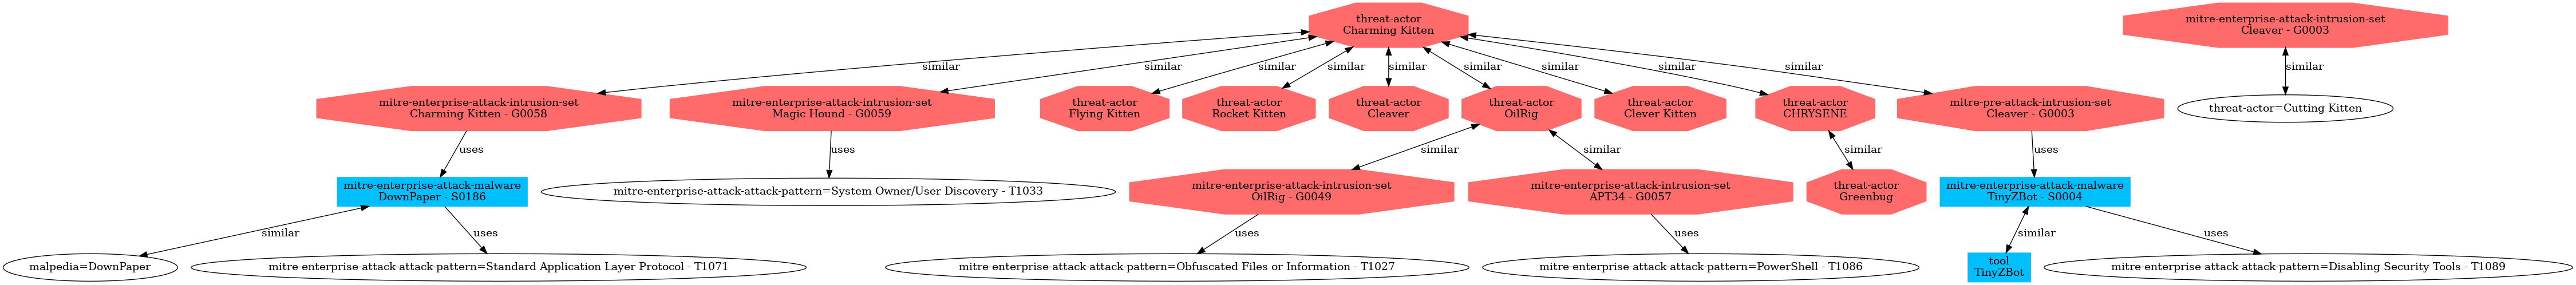 threat-actor
Charming Kitten
mitre-enterprise-attack-intrusion-set
Cleaver - G0003
similar
similar
similar
similar
similar
similar
similar
similar
similar
similar
mitre-enterprise-attack-intrusion-set
Charming Kitten - G0058
mitre-enterprise-attack-intrusion-set
Magic Hound - G0059
threat-actor
Flying Kitten
threat-actor
Rocket Kitten
threat-actor
Cleaver
threat-actor
OilRig
threat-actor
Clever Kitten
threat-actor
CHRYSENE
mitre-pre-attack-intrusion-set
Cleaver - G0003
threat-actor=Cutting Kitten
uses
uses
similar
similar
similar
uses
mitre-enterprise-attack-malware
DownPaper - S0186
mitre-enterprise-attack-attack-pattern=System Owner/User Discovery - T1033
mitre-enterprise-attack-intrusion-set
OilRig - G0049
mitre-enterprise-attack-intrusion-set
APT34 - G0057
threat-actor
Greenbug
mitre-enterprise-attack-malware
TinyZBot - S0004
similar
uses
uses
uses
similar
uses
malpedia=DownPaper
mitre-enterprise-attack-attack-pattern=Standard Application Layer Protocol - T1071
mitre-enterprise-attack-attack-pattern=Obfuscated Files or Information - T1027
mitre-enterprise-attack-attack-pattern=PowerShell - T1086
tool
TinyZBot
mitre-enterprise-attack-attack-pattern=Disabling Security Tools - T1089